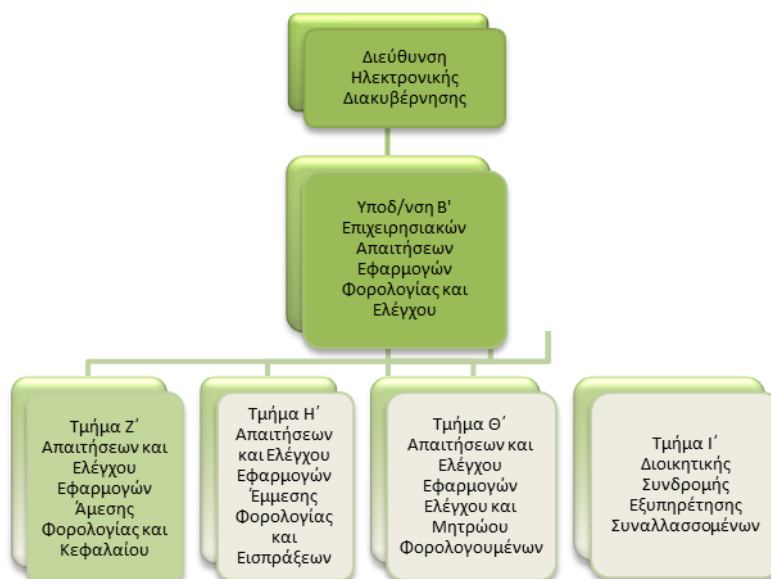 Διεύθυνση
Ηλεκτρονικής
Διακυβέρνησης
Υποδ/νση Β'
Επιχειρησιακών
Απαιτήσεων
Εφαρμογών
Φορολογίας και
Ελέγχου
Τμήμα Ζ΄
Απαιτήσεων και
Ελέγχου
Εφαρμογών
Άμεσης
Φορολογίας και
Κεφαλαίου
Τμήμα Η΄
Απαιτήσεων
και Ελέγχου
Εφαρμογών
Έμμεσης
Φορολογίας
και
Εισπράξεων
Τμήμα Θ΄
Απαιτήσεων και
Ελέγχου
Εφαρμογών
Ελέγχου και
Μητρώου
Φορολογουμένων
Τμήμα Ι΄
Διοικητικής
Συνδρομής
Εξυπηρέτησης
Συναλλασσομένων